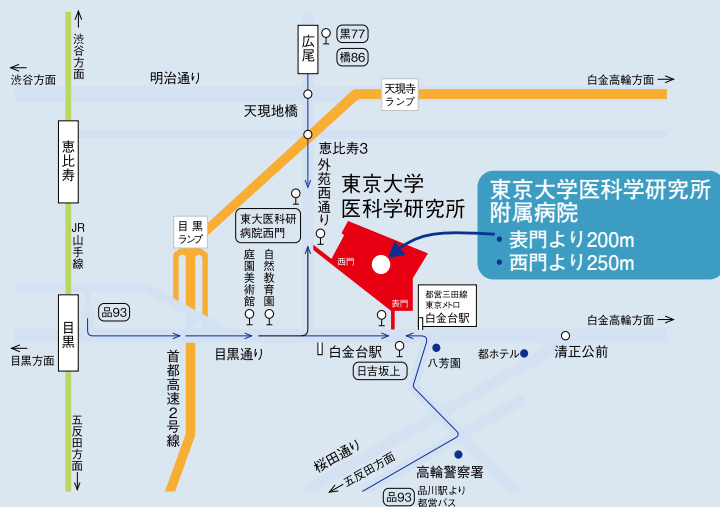 渋谷方面
渋谷方面
明治通り
広尾
黒77
橋86
天現寺
ランプ
白金高輪方面
天現地橋
恵比寿
恵比寿3
外苑西通り
東京大学
医科学研究所
東京大学医科学研究所
附属病院
・表門より200m
・西門より250m
JR
山手線
目黒
ランプ
東大医科研
病院西門
西門
表門
庭園美術館
自然教育園
都営三田線
東京メトロ
白金台駅
品93
目黒
目黒方面
首都高速2号線
目黒通り
白金台駅
日吉坂上
八芳園
都ホテル
清正公前
白金高輪方面
五反田方面
桜田通り
五反田方面
高輪警察署
品93
品川駅より
都営バス